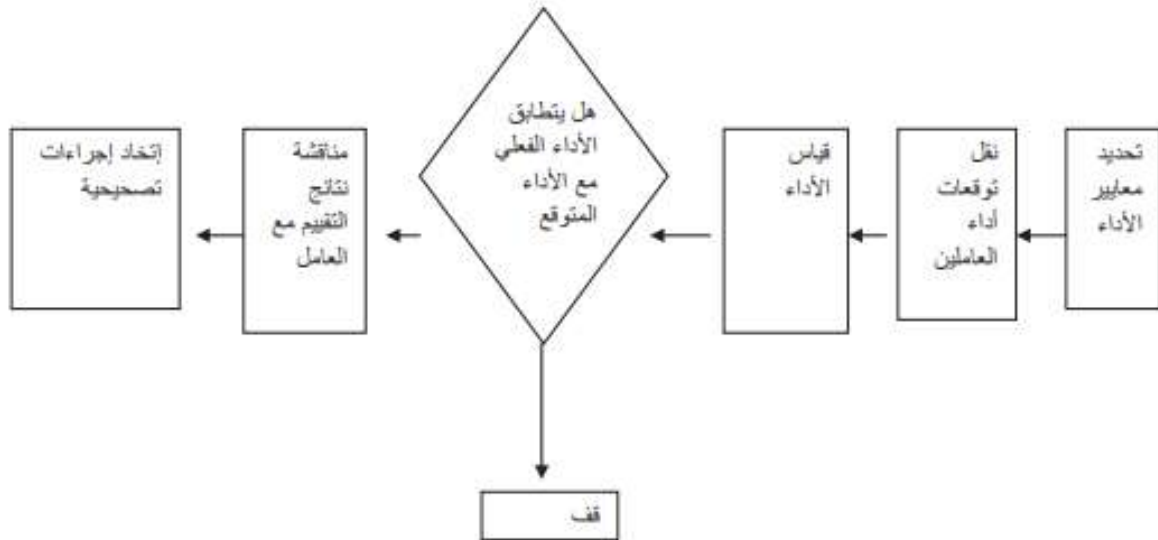 تحديد
معايير
الأداء
نقل
توقعات
أداء
العاملين
قياس
الأداء
هل يتطابق
الأداء الفعلي
مع الأداء
المتوقع
مناقشة
نتائج
التقييم مع
العامل
إتخاد إجراءات
تصحيحية
قف